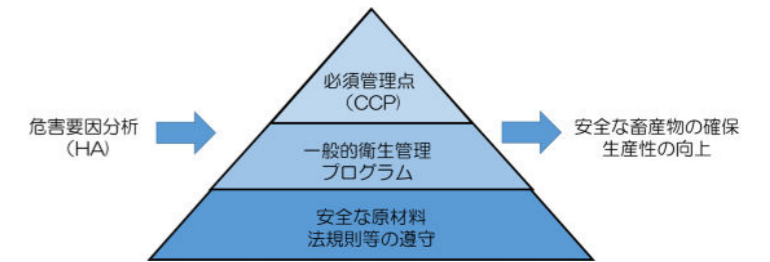 危害要因分析
（HA）
必須管理点
（CCP）
一般的衛生管理
プログラム
安全な原材料
法規則等の遵守
安全な畜産物の確保
生産性の向上